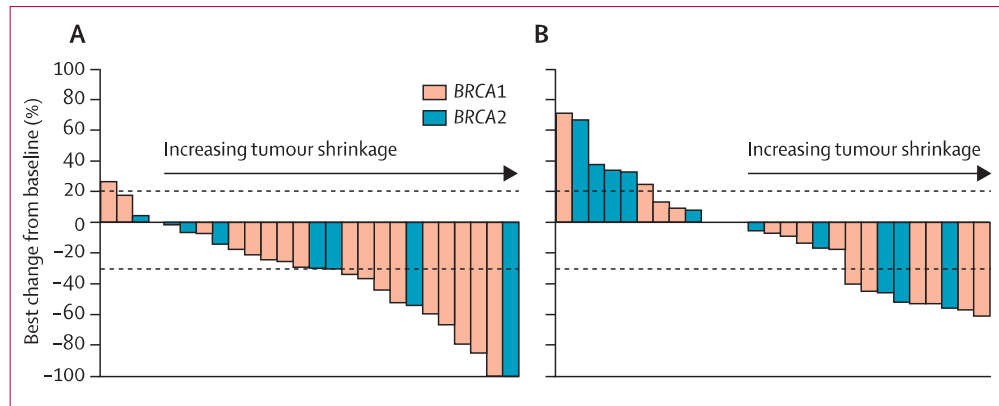 A
B
Best change from baseline (%)
100
80
60
40
20
0
−20
−40
−60
−80
−100
BRCA1
BRCA2
Increasing tumour shrinkage
Increasing tumour shrinkage